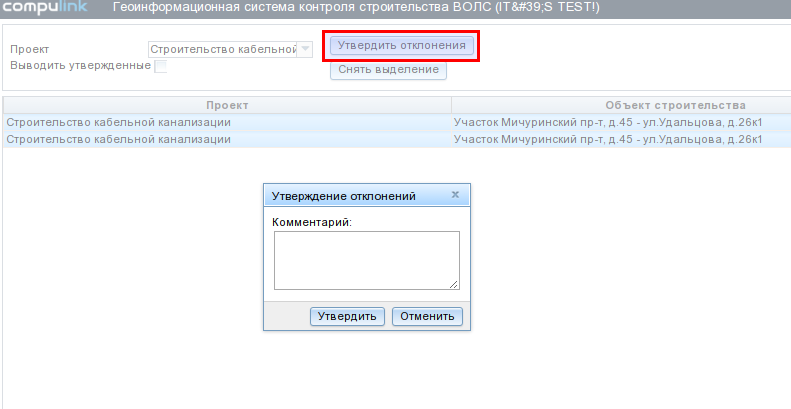 compulink Геоинформационная система контроля строительства ВОЛС (IT&#39;S TEST!)
Проект Строительство кабельной Утвердить отклонения
Выводить утвержденные Снять выделение
Проект Объект строительства
Строительство кабельной канализации Участок Мичуринский пр-т, д.45 - ул.Удальцова, д.26к1
Строительство кабельной канализации Участок Мичуринский пр-т, д.45 - ул.Удальцова, д.26к1
Утверждение отклонений
Комментарий:
Утвердить Отменить